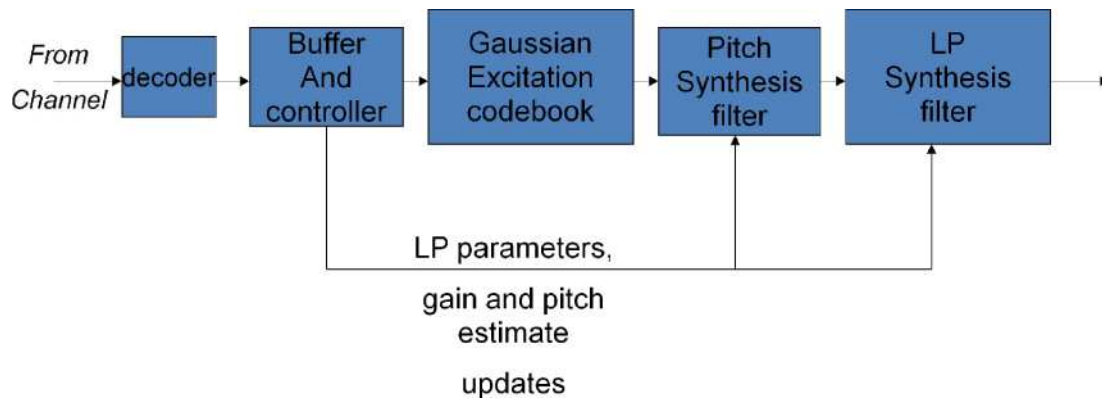 From
Channel
decoder
Buffer
And
controller
Gaussian
Excitation
codebook
Pitch
Synthesis
filter
LP
Synthesis
filter
LP parameters,
gain and pitch
estimate
updates